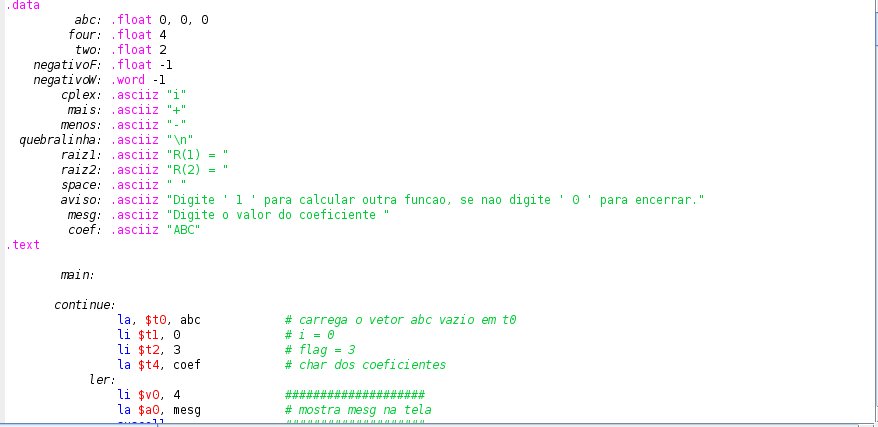 .data
abc: .float 0, 0, 0
four: .float 4
two: .float 2
negativoF: .float -1
negativoW: .word -1
cplex: .asciiz "i"
mais: .asciiz "+"
menos: .asciiz "-"
quebralinha: .asciiz "\n"
raiz1: .asciiz "R(1) = "
raiz2: .asciiz "R(2) = "
space: .asciiz " "
aviso: .asciiz "Digite ' 1 ' para calcular outra funcao, se nao digite ' 0 ' para encerrar."
mesg: .asciiz "Digite o valor do coeficiente "
coef: .asciiz "ABC"
.text
main:
continue:
la, $t0, abc # carrega o vetor abc vazio em t0
li $t1, 0 # i = 0
li $t2, 3 # flag = 3
la $t4, coef # char dos coeficientes
ler:
li $v0, 4 ####################
la $a0, mesg # mostra mesg na tela